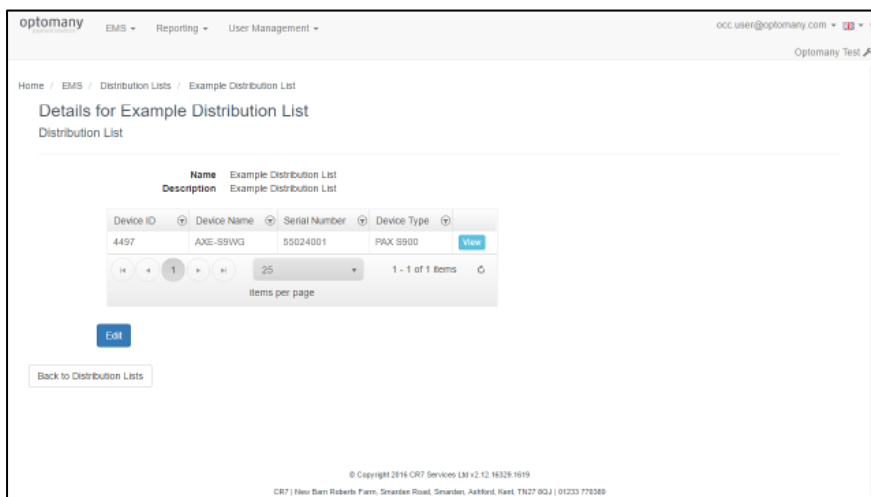 optomany
EMS Reporting User Management occ.user@optomany.com
Optomany Test
Home / EMS / Distribution Lists / Example Distribution List
Details for Example Distribution List
Distribution List
Name Example Distribution List
Description Example Distribution List
Device ID Device Name Serial Number Device Type
4497 AXE-S9WG 55024001 PAX S900 View
1 25 1 - 1 of 1 items
items per page
Edit
Back to Distribution Lists
© Copyright 2016 CR7 Services Ltd v2.12.16329.1619
CR7 | New Barn Roberts Farm, Smarden Road, Smarden, Ashford, Kent, TN27 8QJ | 01233 770389